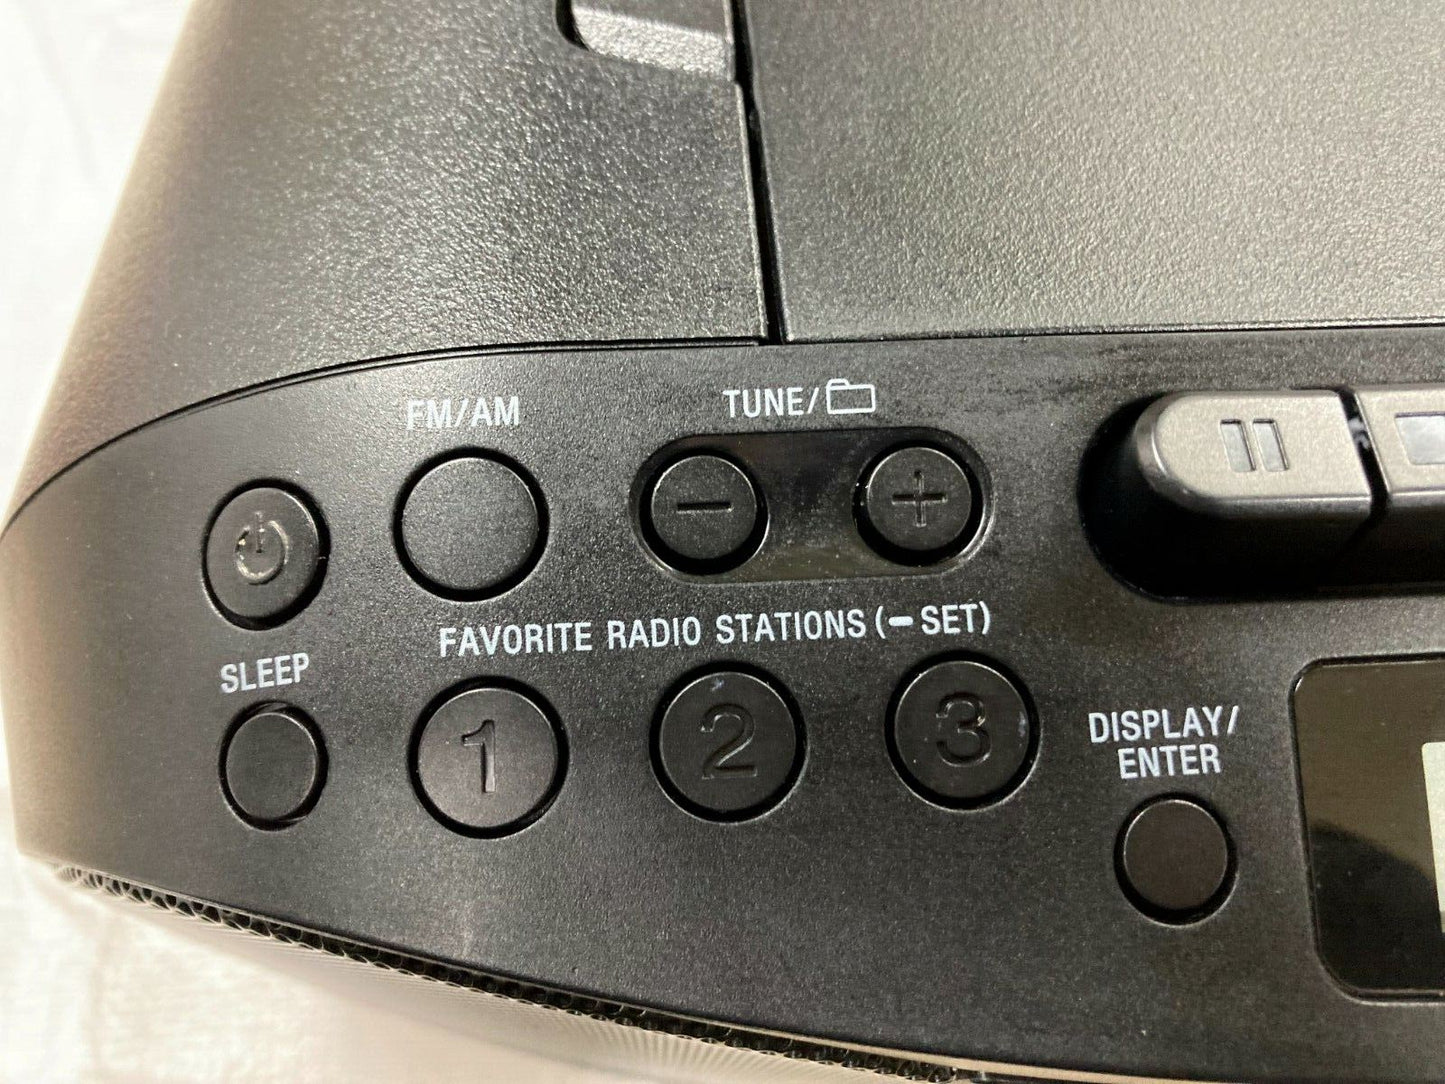 FM/AM
TUNE/
FAVORITE RADIO STATIONS (– SET)
SLEEP
1
2
3
DISPLAY/
ENTER